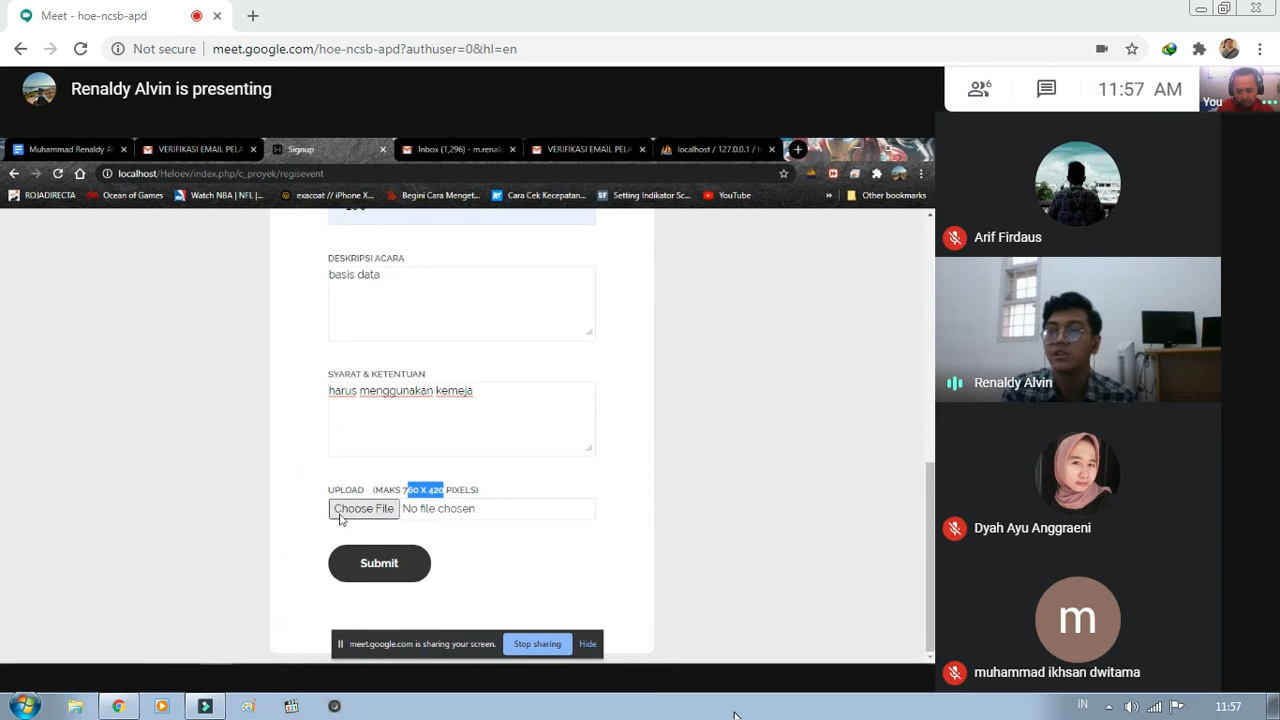 Meet - hoe-ncsb-apd
Not secure
meet.google.com/hoe-ncsb-apd?authuser=0&hl=en
Renaldy Alvin is presenting
6
11:57 AM
You
Muhammad Renaldy Al
VERIFIKASI EMAIL PELA
Signup
Inbox (1,296) - m.renal
VERIFIKASI EMAIL PELA
localhost / 127.0.0.1 / h
localhost/Heloev/index.php/c_proyek/regisevent
ROJADIRECTA
Ocean of Games
Watch NBA | NFL |...
exacoat // iPhone X...
Begini Cara Menget...
Cara Cek Kecepatan...
Setting Indikator Sc...
YouTube
»
Other bookmarks
DESKRIPSI ACARA
basis data
SYARAT & KETENTUAN
harus menggunakan kemeja
UPLOAD (MAKS 760 X 420 PIXELS)
Choose File No file chosen
Submit
meet.google.com is sharing your screen.
Stop sharing
Hide
Arif Firdaus
Renaldy Alvin
Dyah Ayu Anggraeni
m
muhammad ikhsan dwitama
IN
11:57